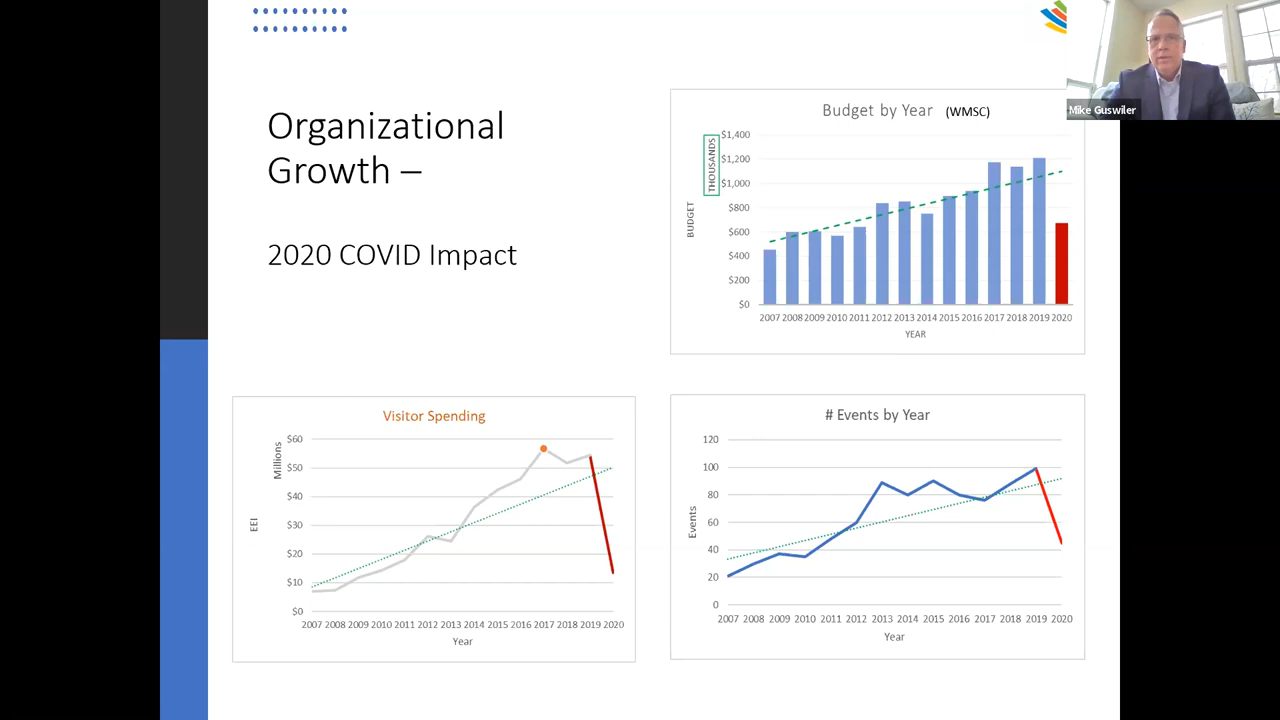 Organizational
Growth –
2020 COVID Impact
Mike Guswiler
Budget by Year (WMSC)
THOUSANDS
BUDGET
$1,400
$1,200
$1,000
$800
$600
$400
$200
$0
2007 2008 2009 2010 2011 2012 2013 2014 2015 2016 2017 2018 2019 2020
YEAR
Visitor Spending
Millions
EEI
$60
$50
$40
$30
$20
$10
$0
2007 2008 2009 2010 2011 2012 2013 2014 2015 2016 2017 2018 2019 2020
Year
# Events by Year
Events
120
100
80
60
40
20
0
2007 2008 2009 2010 2011 2012 2013 2014 2015 2016 2017 2018 2019 2020
Year